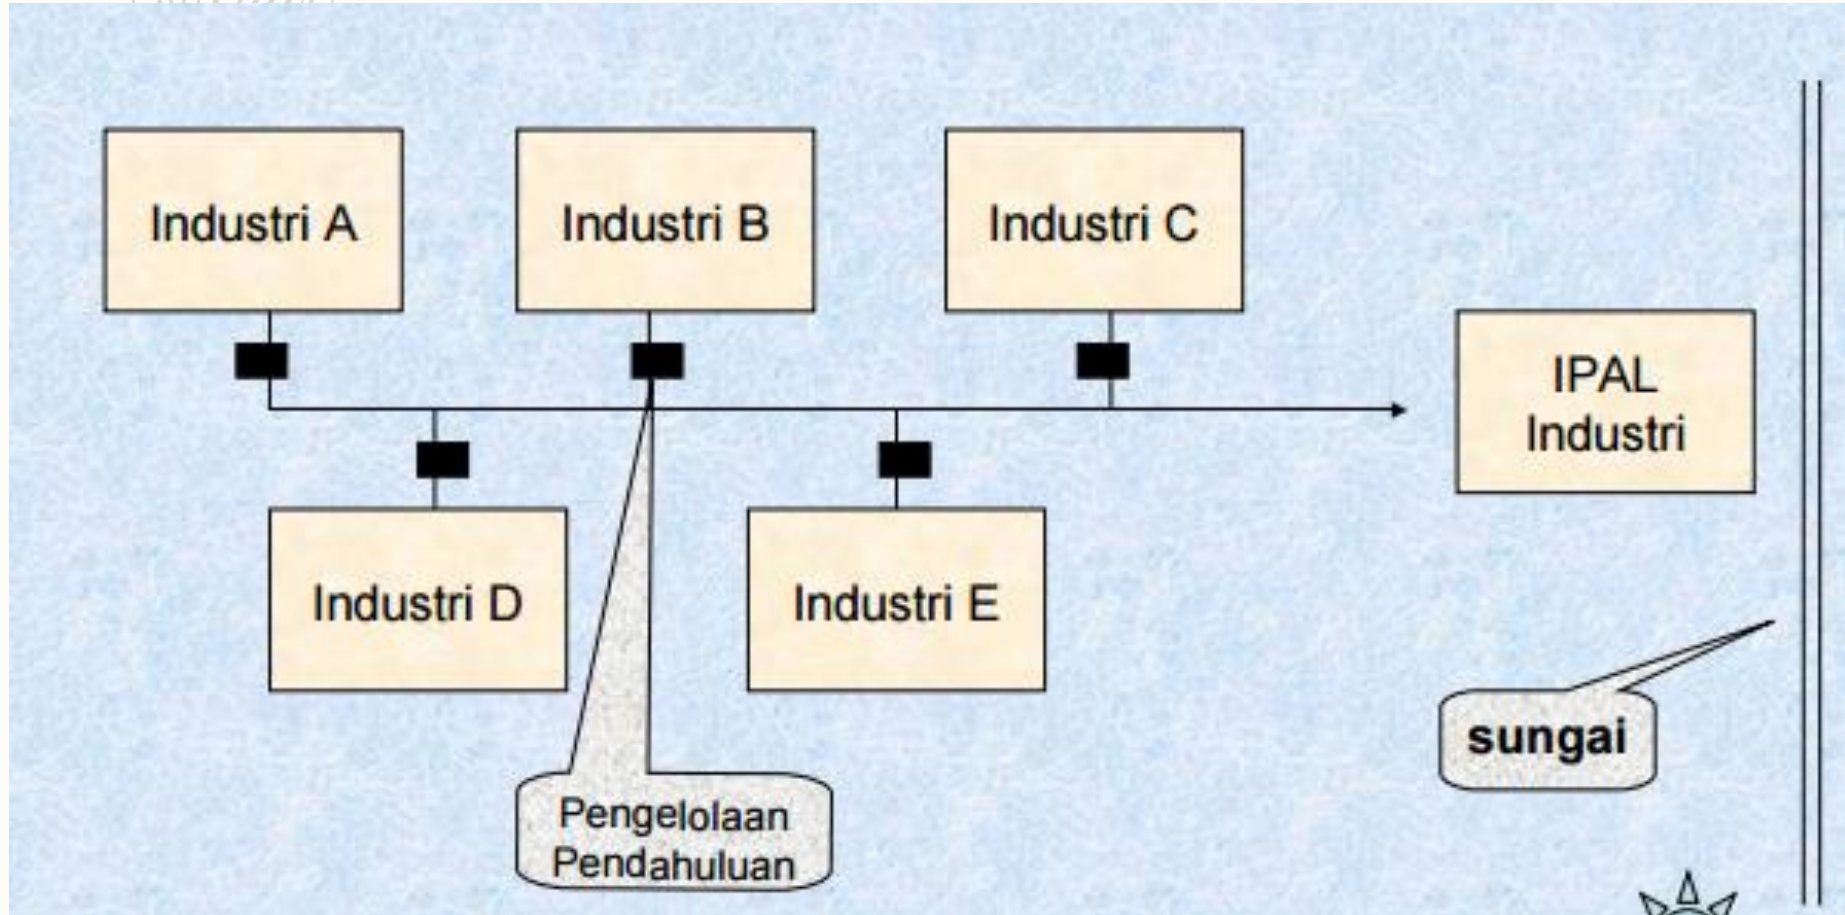 Industri A
Industri B
Industri C
IPAL
Industri
Industri D
Industri E
sungai
Pengelolaan
Pendahuluan